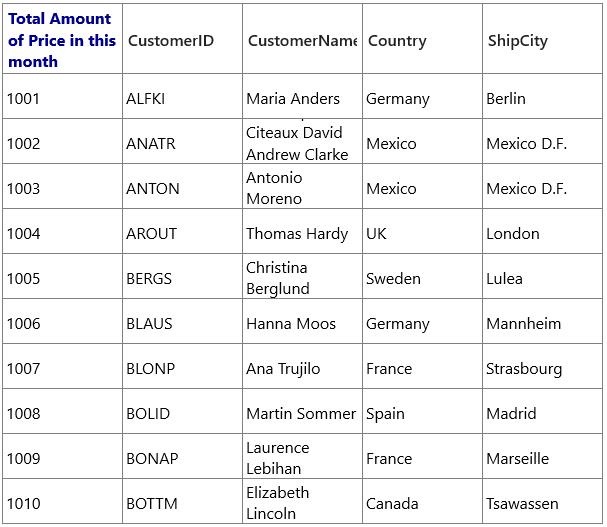 Total Amount
of Price in this
month
CustomerID
CustomerName
Country
ShipCity
1001 ALFKI Maria Anders Germany Berlin
1002 ANATR Citeaux David
Andrew Clarke Mexico Mexico D.F.
1003 ANTON Antonio
Moreno Mexico Mexico D.F.
1004 AROUT Thomas Hardy UK London
1005 BERGS Christina
Berglund Sweden Lulea
1006 BLAUS Hanna Moos Germany Mannheim
1007 BLONP Ana Trujilo France Strasbourg
1008 BOLID Martin Sommer Spain Madrid
1009 BONAP Laurence
Lebihan France Marseille
1010 BOTTM Elizabeth
Lincoln Canada Tsawassen